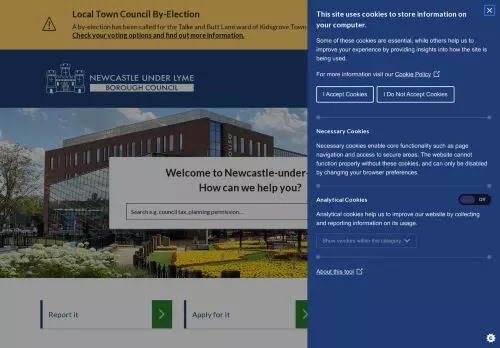 Local Town Council By-Election
A by-election has been called for the Talke and Butt Lane ward of Kidsgrove Town
Check your voting options and find out more information.
NEWCASTLE UNDER LYME
BOROUGH COUNCIL
Welcome to Newcastle-under-
How can we help you?
Search e.g. council tax, planning permission...
Report it
Apply for it
This site uses cookies to store information on
your computer.
Some of these cookies are essential, while others help us to
improve your experience by providing insights into how the site is
being used.
For more information visit our Cookie Policy
I Accept Cookies
I Do Not Accept Cookies
Necessary Cookies
Necessary cookies enable core functionality such as page
navigation and access to secure areas. The website cannot
function properly without these cookies, and can only be disabled
by changing your browser preferences.
Analytical Cookies
Off
Analytical cookies help us to improve our website by collecting
and reporting information on its usage.
Show vendors within this category
About this tool